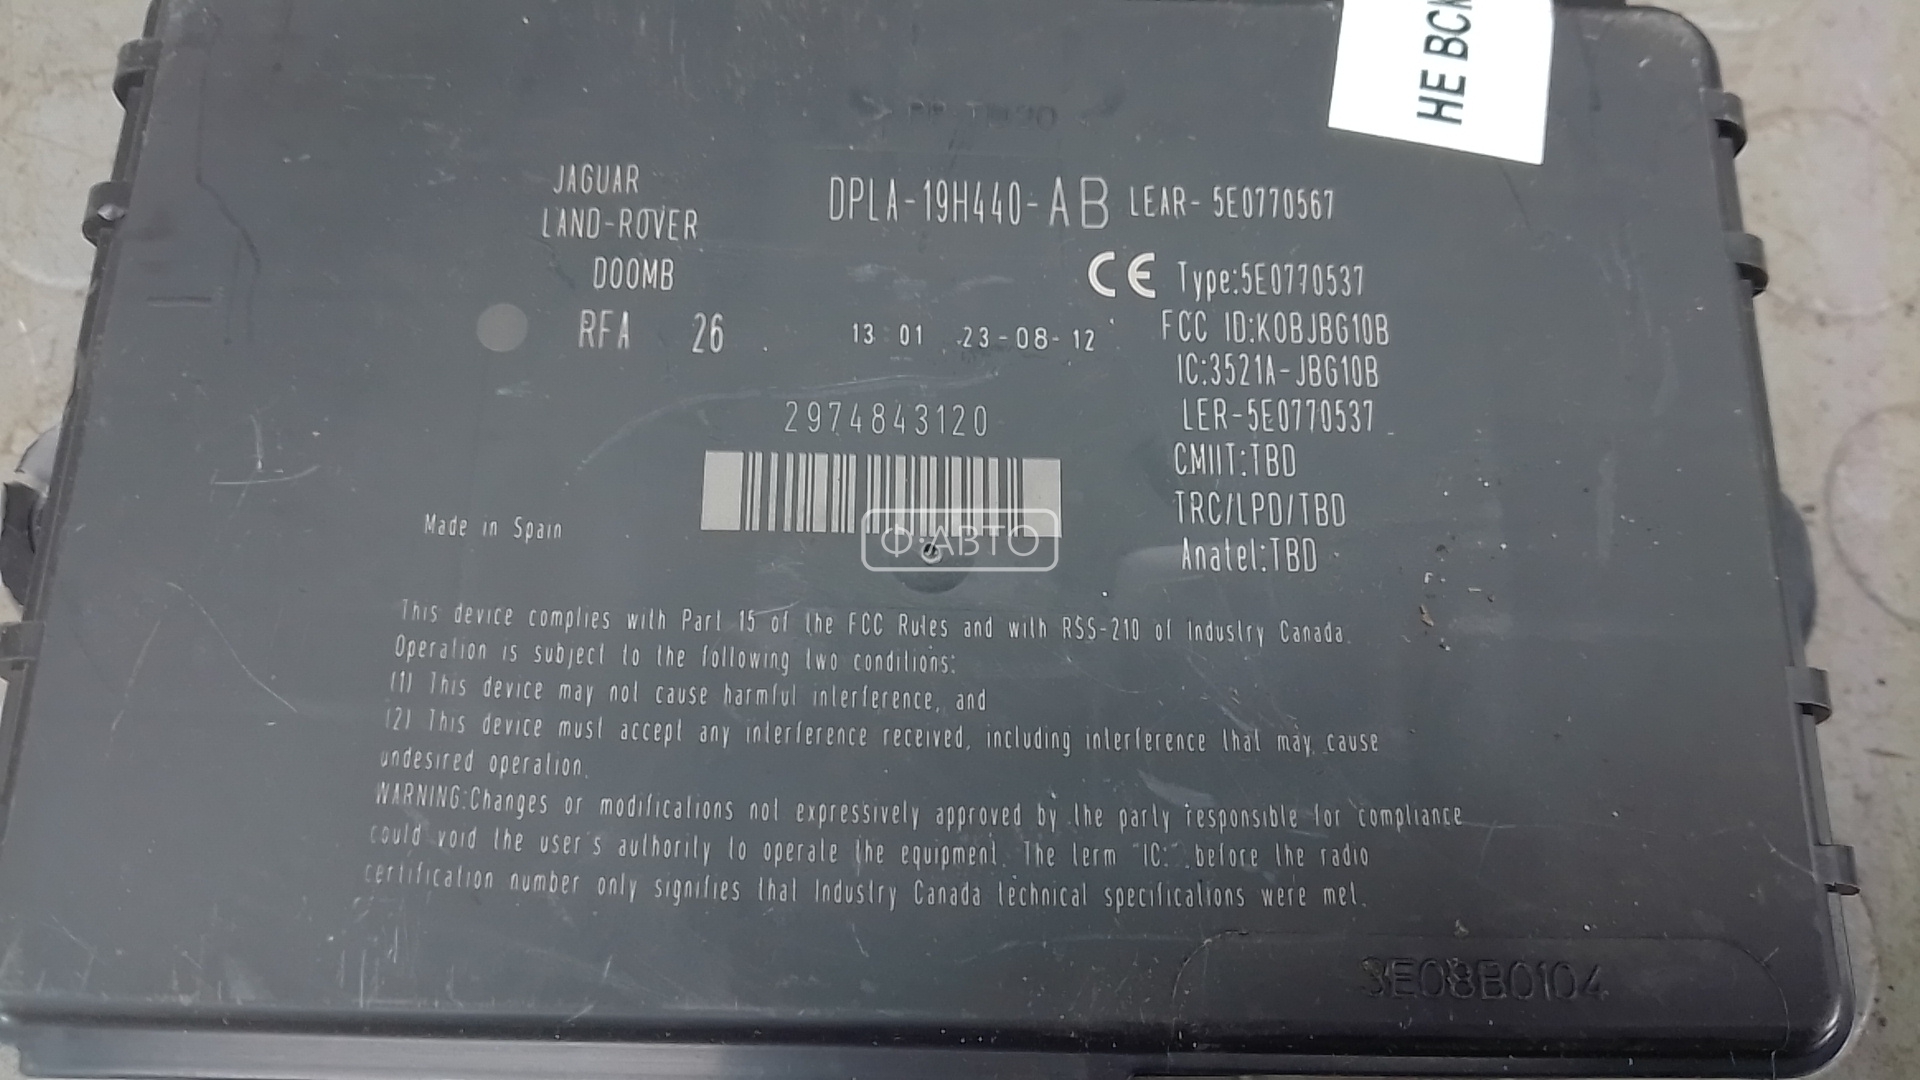 НЕ ВСК
JAGUAR
LAND-ROVER
DPLA-19H440-AB LEAR- 5E0770567
DOOMB
CE Type:5E0770537
RFA 26
13 01 23-08-12
FCC ID:KOBJBG10B
IC:3521A-JBG10B
2974843120
LER-5E0770537
CMIIT:TBD
TRC/LPD/TBD
Made in Spain
Ф·АВТО
Anatel:TBD
This device complies with Part 15 of the FCC Rules and with RSS-210 of Industry Canada.
Operation is subject to the following two conditions:
(1) This device may not cause harmful interference, and
(2) This device must accept any interference received, including interference that may cause
undesired operation.
WARNING:Changes or modifications not expressively approved by the party responsible for compliance
could void the user's authority to operate the equipment. The term "IC:" before the radio
certification number only signifies that Industry Canada technical specifications were met.
3E08B0104